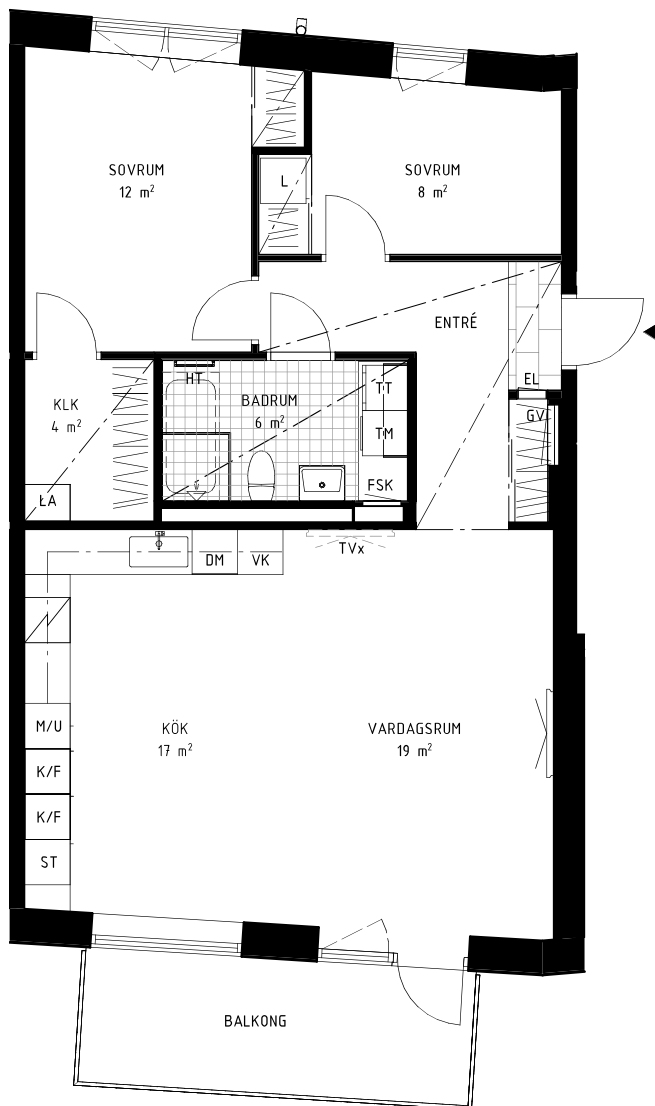 SOVRUM
12 m²
SOVRUM
8 m²
L
ENTRÉ
EL
GV
HT
BADRUM
6 m²
TT
TM
FSK
KLK
4 m²
ŁA
DM
VK
TVx
M/U
K/F
K/F
ST
KÖK
17 m²
VARDAGSRUM
19 m²
BALKONG